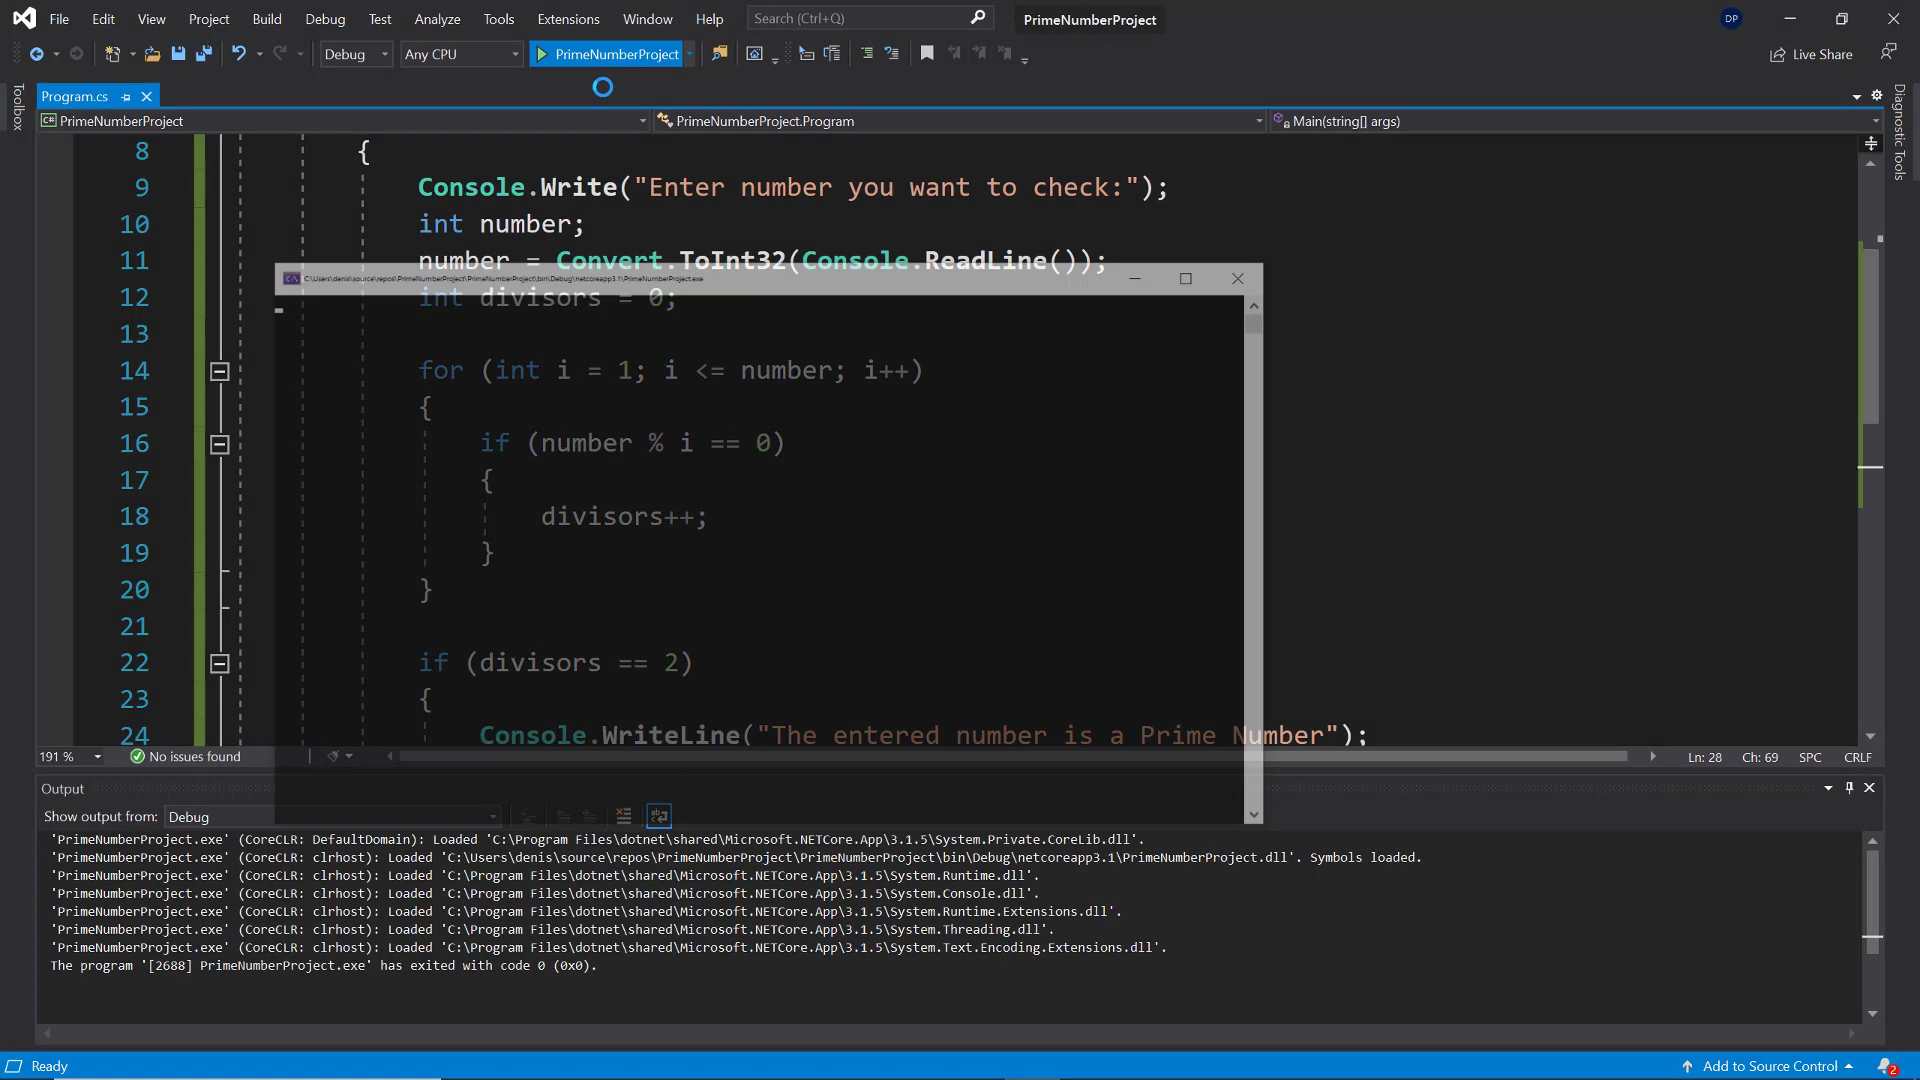 File Edit View Project Build Debug Test Analyze Tools Extensions Window Help Search (Ctrl+Q) PrimeNumberProject DP
Debug Any CPU PrimeNumberProject Live Share
Toolbox
Program.cs
Diagnostic Tools
C# PrimeNumberProject PrimeNumberProject.Program Main(string[] args)
8 {
9 Console.Write("Enter number you want to check:");
10 int number;
11 number = Convert.ToInt32(Console.ReadLine());
C:\Users\denis\source\repos\PrimeNumberProject\PrimeNumberProject\bin\Debug\netcoreapp3.1\PrimeNumberProject.exe
12 int divisors = 0;
13
14 for (int i = 1; i <= number; i++)
15 {
16 if (number % i == 0)
17 {
18 divisors++;
19 }
20 }
21
22 if (divisors == 2)
23 {
24 Console.WriteLine("The entered number is a Prime Number");
191 % No issues found Ln: 28 Ch: 69 SPC CRLF
Output
Show output from: Debug
'PrimeNumberProject.exe' (CoreCLR: DefaultDomain): Loaded 'C:\Program Files\dotnet\shared\Microsoft.NETCore.App\3.1.5\System.Private.CoreLib.dll'.
'PrimeNumberProject.exe' (CoreCLR: clrhost): Loaded 'C:\Users\denis\source\repos\PrimeNumberProject\PrimeNumberProject\bin\Debug\netcoreapp3.1\PrimeNumberProject.dll'. Symbols loaded.
'PrimeNumberProject.exe' (CoreCLR: clrhost): Loaded 'C:\Program Files\dotnet\shared\Microsoft.NETCore.App\3.1.5\System.Runtime.dll'.
'PrimeNumberProject.exe' (CoreCLR: clrhost): Loaded 'C:\Program Files\dotnet\shared\Microsoft.NETCore.App\3.1.5\System.Console.dll'.
'PrimeNumberProject.exe' (CoreCLR: clrhost): Loaded 'C:\Program Files\dotnet\shared\Microsoft.NETCore.App\3.1.5\System.Runtime.Extensions.dll'.
'PrimeNumberProject.exe' (CoreCLR: clrhost): Loaded 'C:\Program Files\dotnet\shared\Microsoft.NETCore.App\3.1.5\System.Threading.dll'.
'PrimeNumberProject.exe' (CoreCLR: clrhost): Loaded 'C:\Program Files\dotnet\shared\Microsoft.NETCore.App\3.1.5\System.Text.Encoding.Extensions.dll'.
The program '[2688] PrimeNumberProject.exe' has exited with code 0 (0x0).
Ready Add to Source Control 2